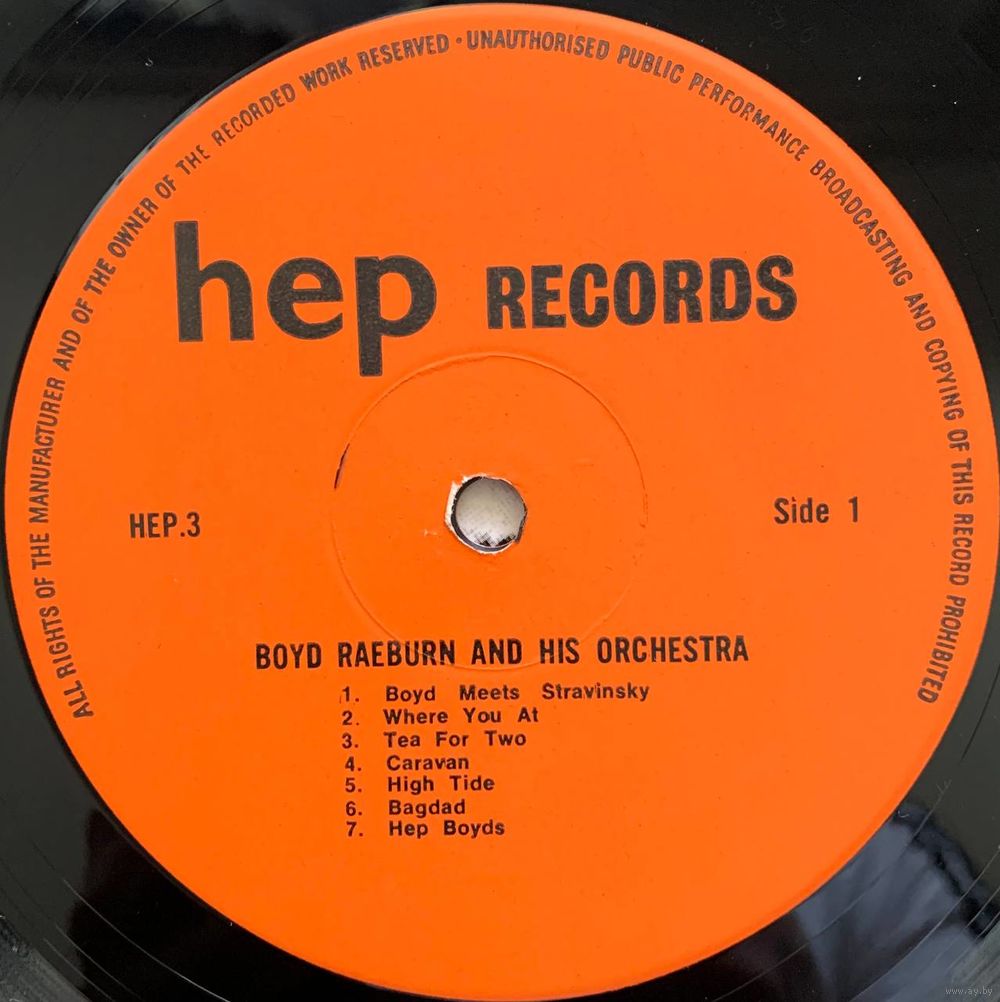 ALL RIGHTS OF THE MANUFACTURER AND OF THE OWNER OF THE RECORDED WORK RESERVED · UNAUTHORISED PUBLIC PERFORMANCE BROADCASTING AND COPYING OF THIS RECORD PROHIBITED
hep RECORDS
HEP.3
Side 1
BOYD RAEBURN AND HIS ORCHESTRA
1. Boyd Meets Stravinsky
2. Where You At
3. Tea For Two
4. Caravan
5. High Tide
6. Bagdad
7. Hep Boyds
www.ay.by